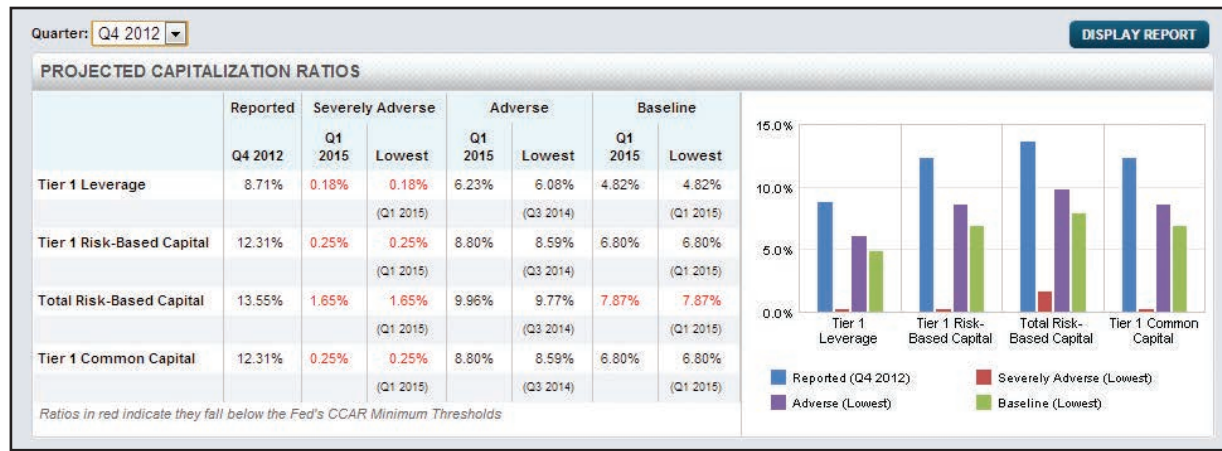 Quarter: Q4 2012
DISPLAY REPORT
PROJECTED CAPITALIZATION RATIOS
Reported Severely Adverse Adverse Baseline
Q4 2012 Q1 2015 Lowest Q1 2015 Lowest Q1 2015 Lowest
Tier 1 Leverage 8.71% 0.18% 0.18% 6.23% 6.08% 4.82% 4.82%
(Q1 2015) (Q3 2014) (Q1 2015)
Tier 1 Risk-Based Capital 12.31% 0.25% 0.25% 8.80% 8.59% 6.80% 6.80%
(Q1 2015) (Q3 2014) (Q1 2015)
Total Risk-Based Capital 13.55% 1.65% 1.65% 9.96% 9.77% 7.87% 7.87%
(Q1 2015) (Q3 2014) (Q1 2015)
Tier 1 Common Capital 12.31% 0.25% 0.25% 8.80% 8.59% 6.80% 6.80%
(Q1 2015) (Q3 2014) (Q1 2015)
Ratios in red indicate they fall below the Fed's CCAR Minimum Thresholds
15.0%
10.0%
5.0%
0.0%
Tier 1 Tier 1 Risk- Total Risk- Tier 1 Common
Leverage Based Capital Based Capital Capital
Reported (Q4 2012) Severely Adverse (Lowest)
Adverse (Lowest) Baseline (Lowest)